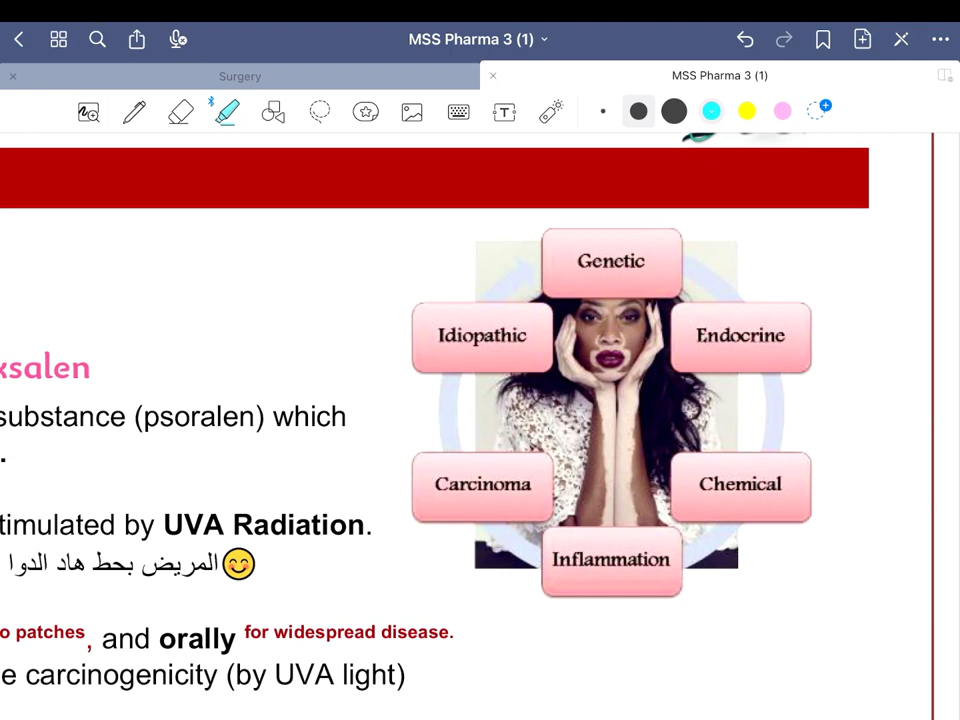 MSS Pharma 3 (1)
Surgery
MSS Pharma 3 (1)
Genetic
Idiopathic
Endocrine
ksalen
substance (psoralen) which
.
Carcinoma
Chemical
timulated by UVA Radiation.
المريض بحط هاد الدوا
Inflammation
o patches, and orally for widespread disease.
e carcinogenicity (by UVA light)